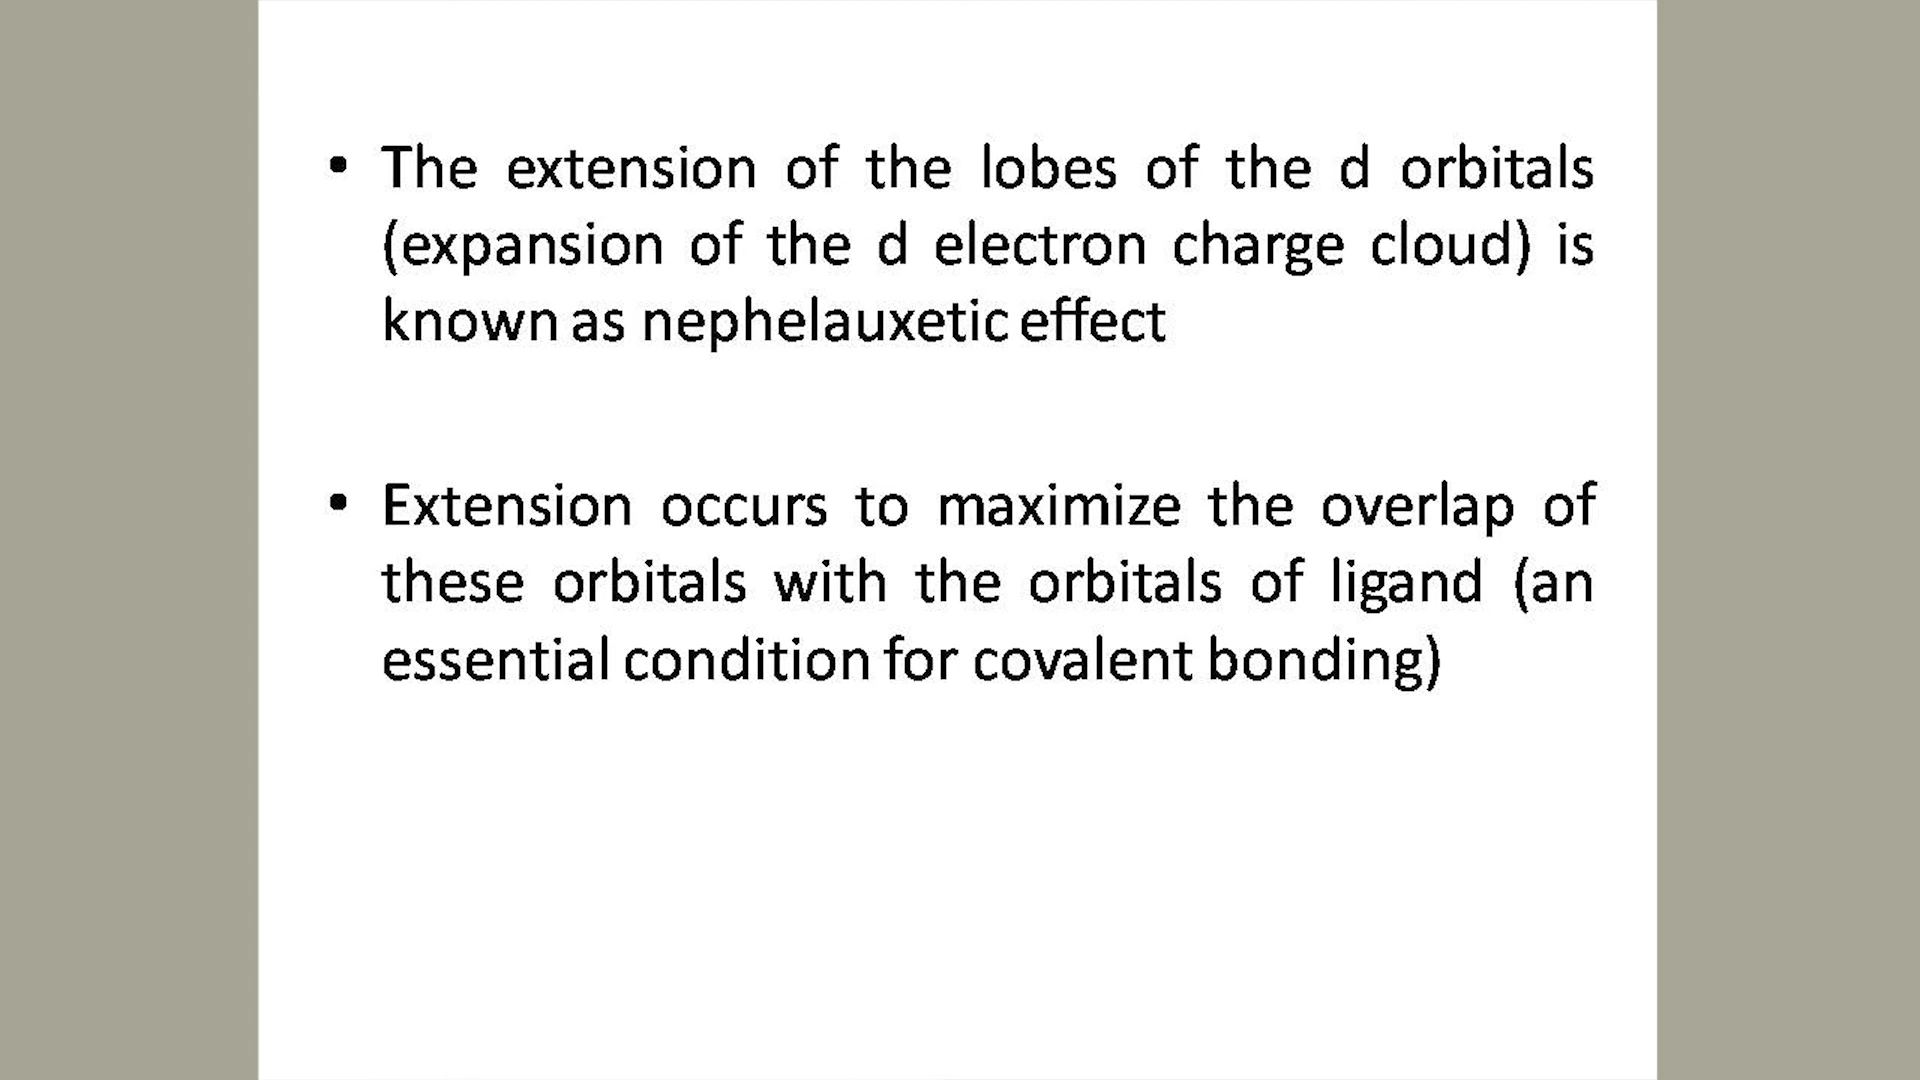 • The extension of the lobes of the d orbitals
(expansion of the d electron charge cloud) is
known as nephelauxetic effect
• Extension occurs to maximize the overlap of
these orbitals with the orbitals of ligand (an
essential condition for covalent bonding)